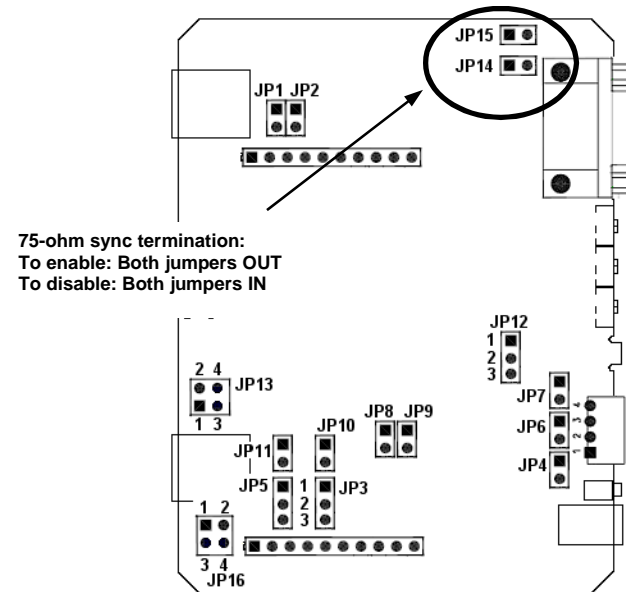 JP15
JP14
JP1 JP2
75-ohm sync termination:
To enable: Both jumpers OUT
To disable: Both jumpers IN
JP12
1
2
3
2 4
JP13
1 3
JP7
JP6
JP4
4
3
2
1
JP8 JP9
JP10
JP11
JP5
1
2
3
JP3
1 2
3 4
JP16